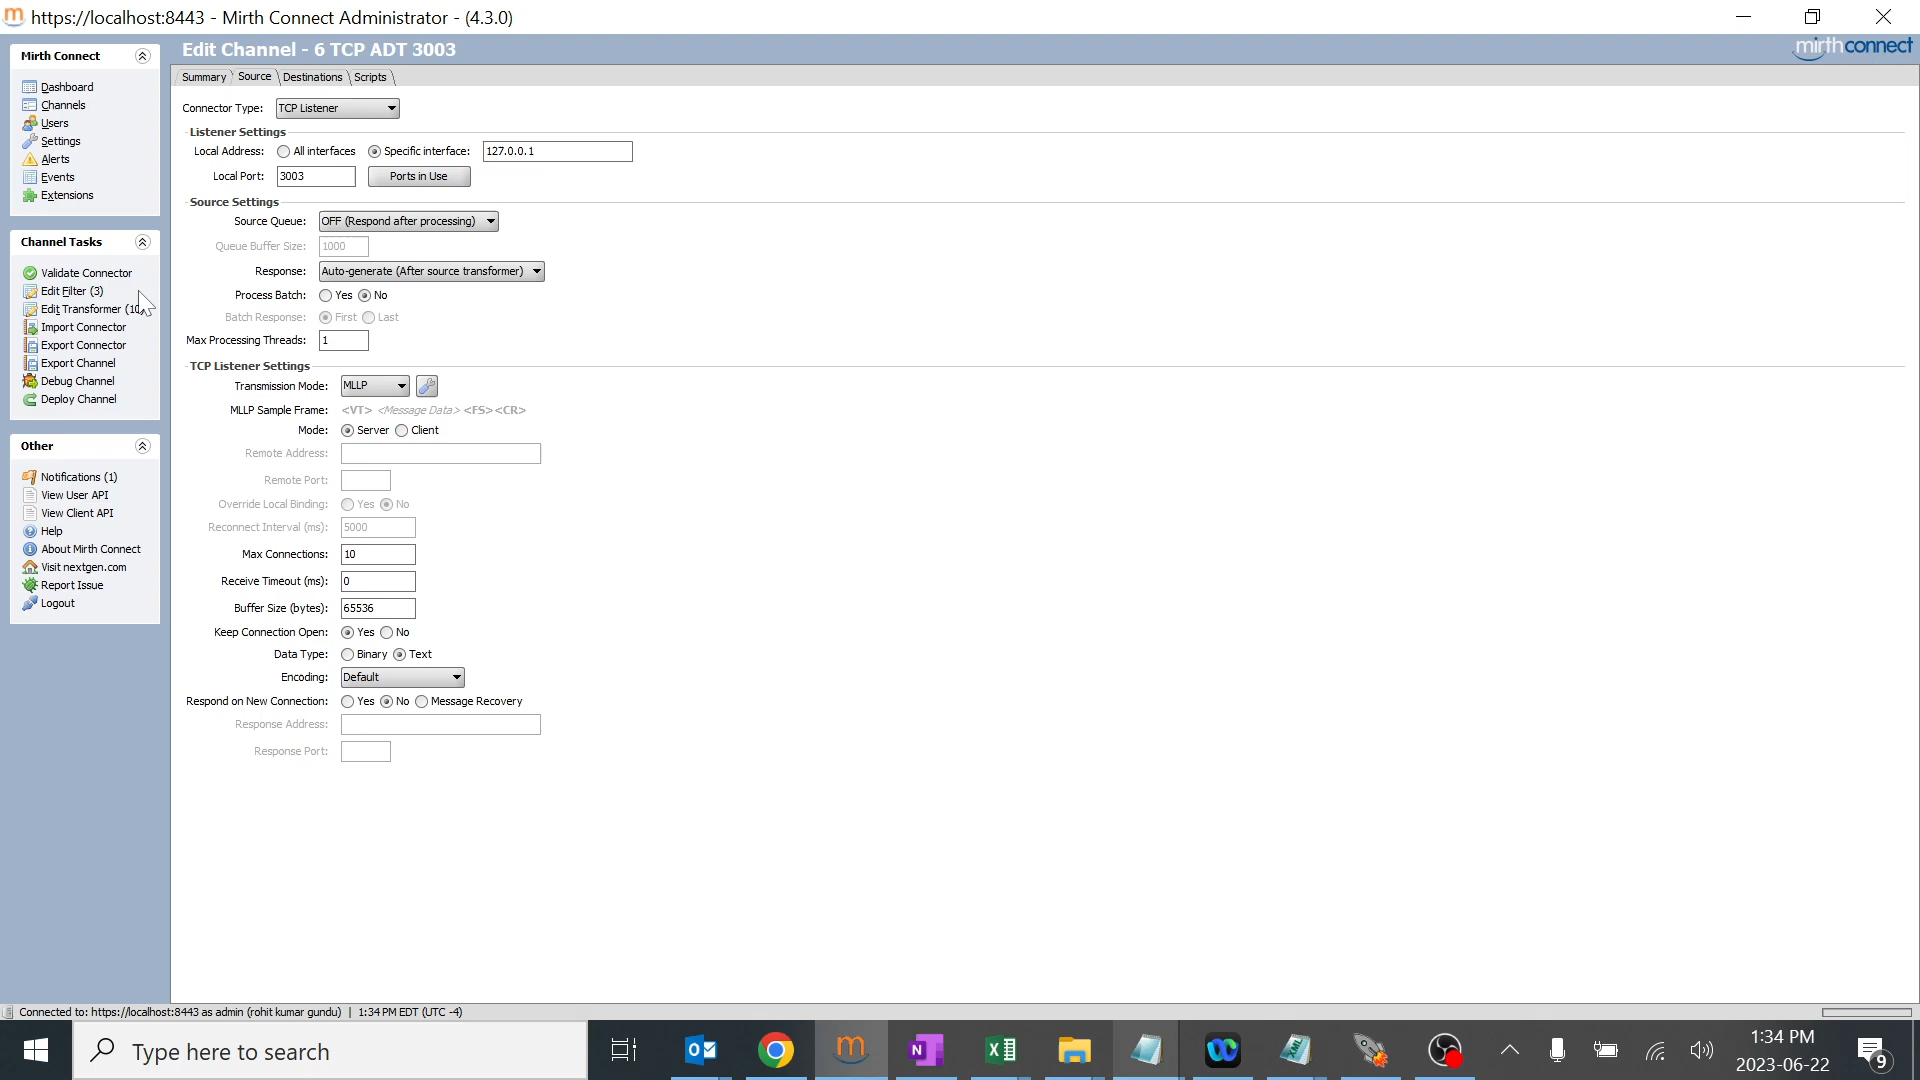 https://localhost:8443 - Mirth Connect Administrator - (4.3.0)
Mirth Connect
Dashboard
Channels
Users
Settings
Alerts
Events
Extensions
Channel Tasks
Validate Connector
Edit Filter (3)
Edit Transformer (10
Import Connector
Export Connector
Export Channel
Debug Channel
Deploy Channel
Other
Notifications (1)
View User API
View Client API
Help
About Mirth Connect
Visit nextgen.com
Report Issue
Logout
Edit Channel - 6 TCP ADT 3003
mirthconnect
Summary Source Destinations Scripts
Connector Type: TCP Listener
Listener Settings
Local Address: All interfaces Specific interface: 127.0.0.1
Local Port: 3003 Ports in Use
Source Settings
Source Queue: OFF (Respond after processing)
Queue Buffer Size: 1000
Response: Auto-generate (After source transformer)
Process Batch: Yes No
Batch Response: First Last
Max Processing Threads: 1
TCP Listener Settings
Transmission Mode: MLLP
MLLP Sample Frame: <VT> <Message Data> <FS><CR>
Mode: Server Client
Remote Address:
Remote Port:
Override Local Binding: Yes No
Reconnect Interval (ms): 5000
Max Connections: 10
Receive Timeout (ms): 0
Buffer Size (bytes): 65536
Keep Connection Open: Yes No
Data Type: Binary Text
Encoding: Default
Respond on New Connection: Yes No Message Recovery
Response Address:
Response Port:
Connected to: https://localhost:8443 as admin (rohit kumar gundu) | 1:34 PM EDT (UTC -4)
Type here to search
1:34 PM
2023-06-22
9